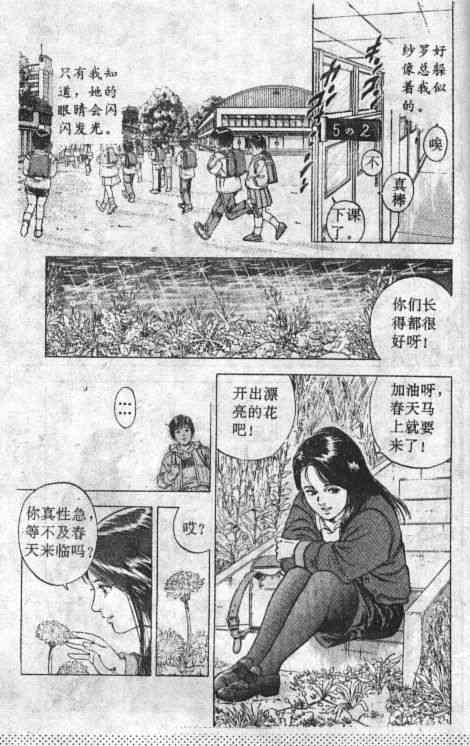 纱罗好
像总躲
着我似
的。
5の2
唉
真
棒
不
下课
了。
只有我知
道，她的
眼睛会闪
闪发光。
你们长
得都很
好呀！
加油呀，
春天马
上就要
来了！
开出漂
亮的花
吧！
……
哎？
你真性急，
等不及春
天来临吗？